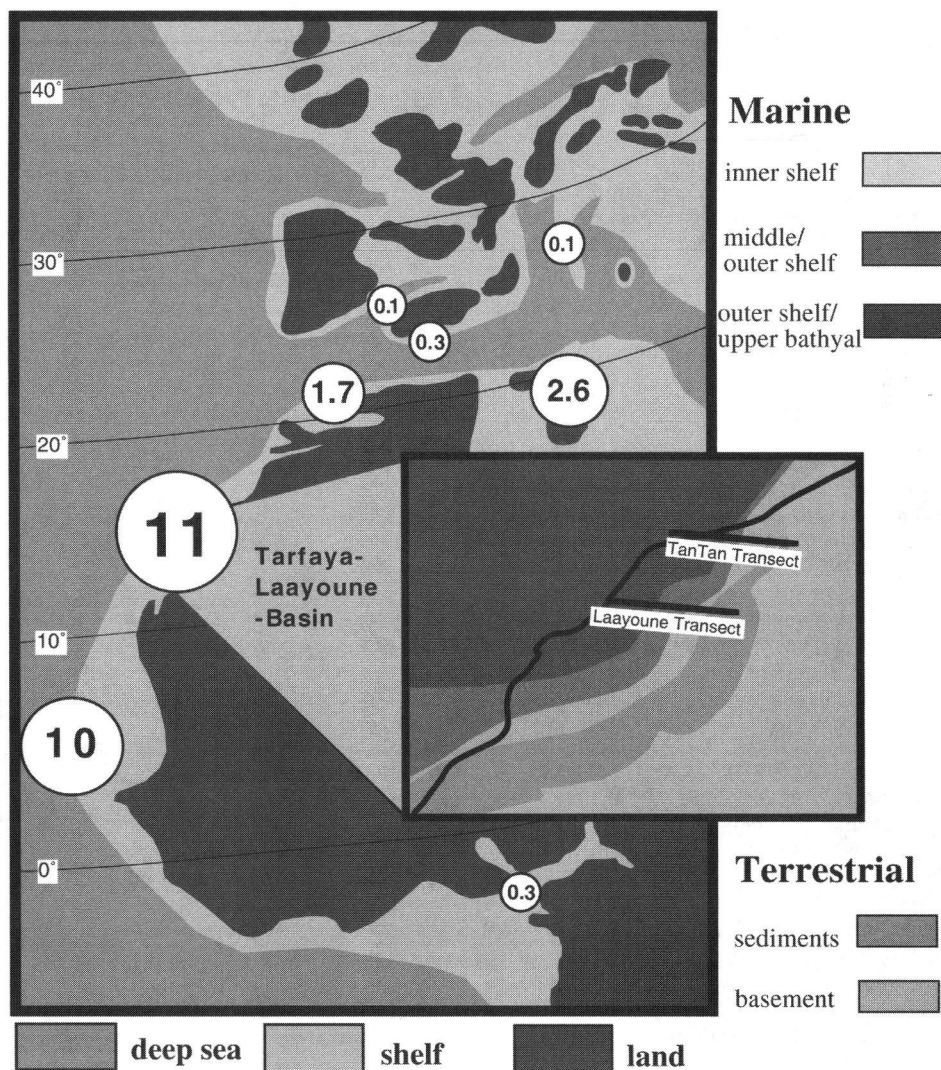 40°
30°
20°
10°
0°
0.1
0.1
0.3
1.7
2.6
11
10
0.3
Tarfaya-
Laayoune
-Basin
TanTan Transect
Laayoune Transect
Marine
inner shelf
middle/
outer shelf
outer shelf/
upper bathyal
Terrestrial
sediments
basement
deep sea
shelf
land